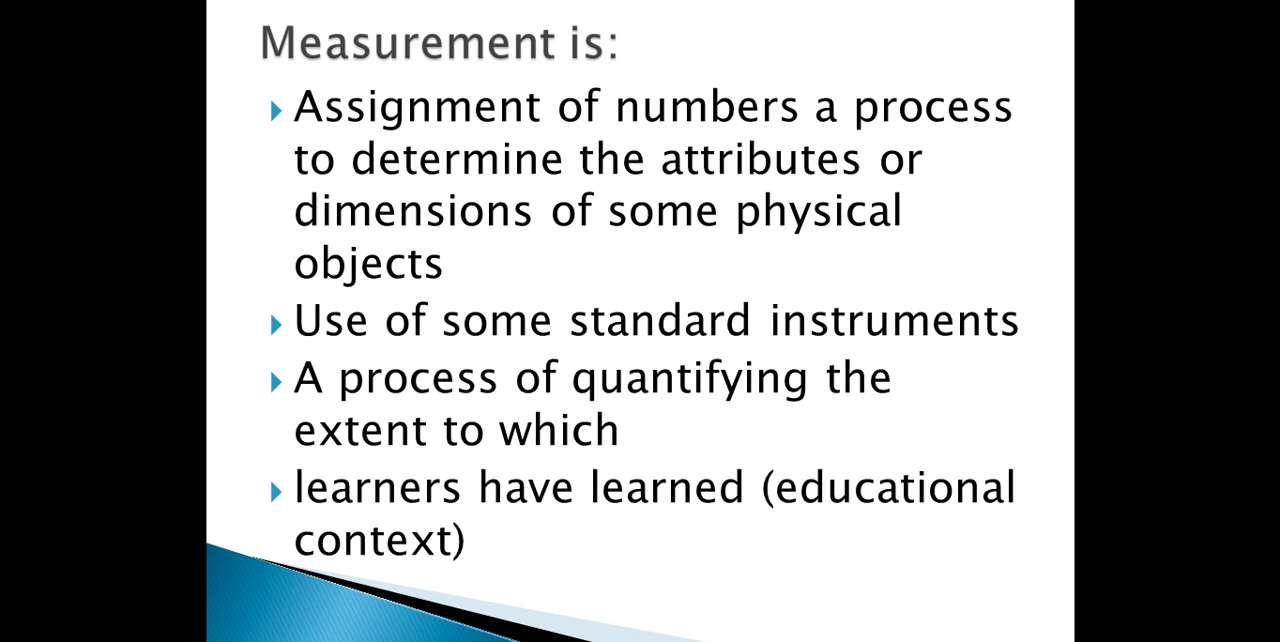 Measurement is:
Assignment of numbers a process
to determine the attributes or
dimensions of some physical
objects
Use of some standard instruments
A process of quantifying the
extent to which
learners have learned (educational
context)